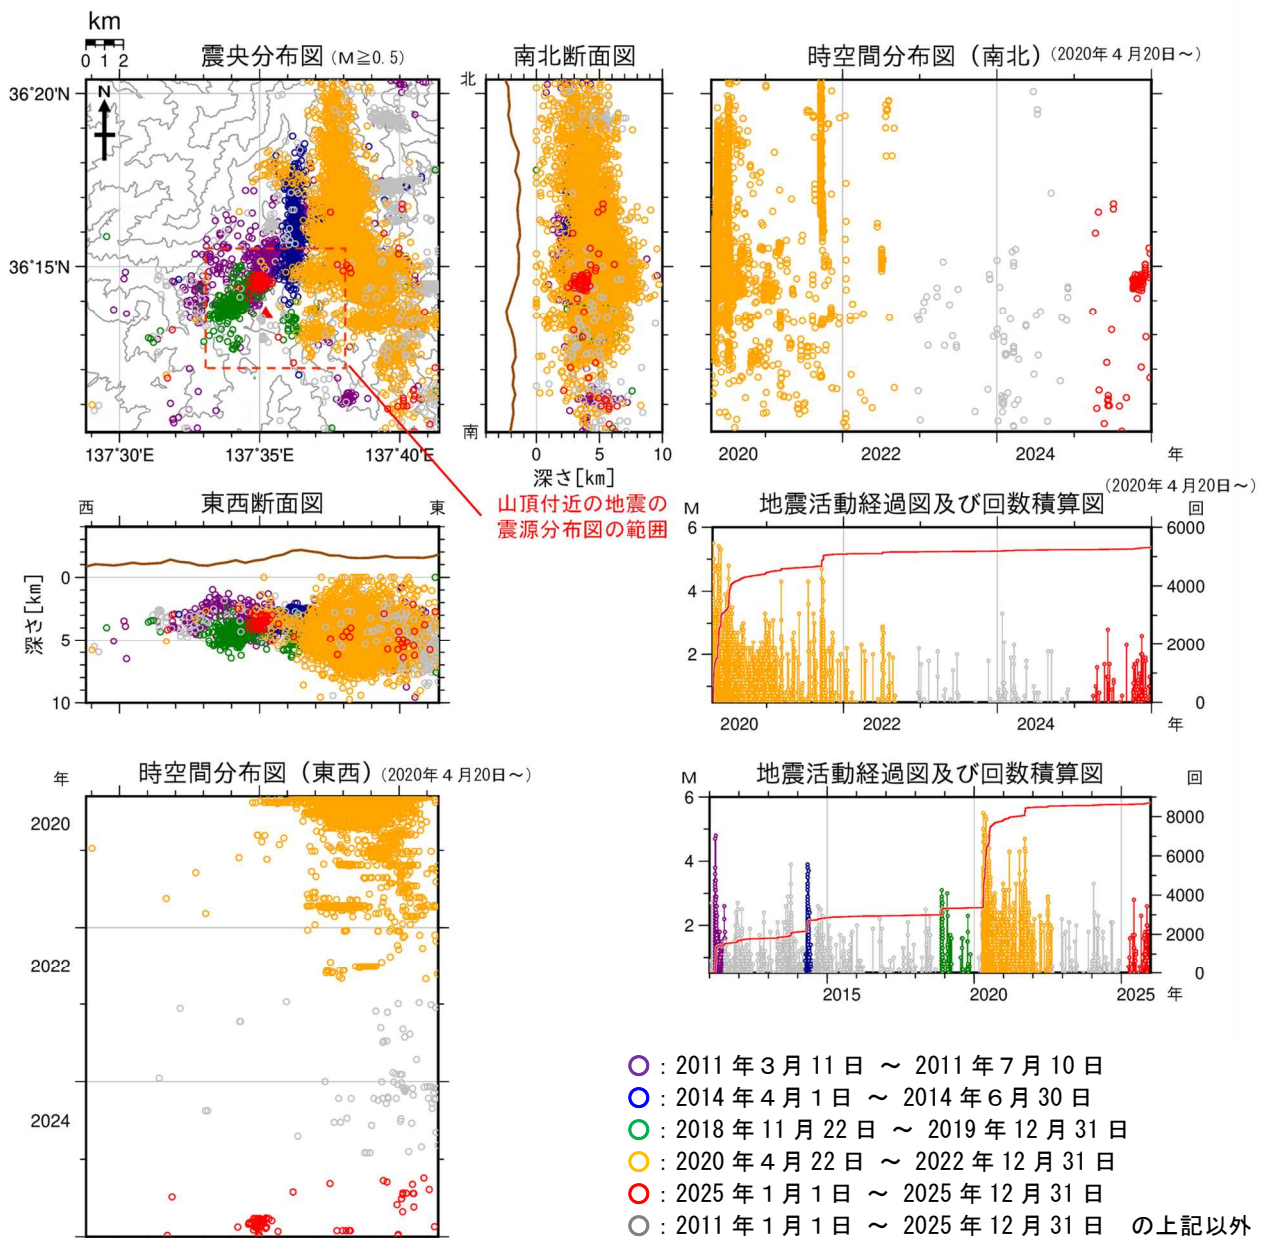 km
0 1 2
震央分布図 (M≧0.5)
36°20'N
36°15'N
N
137°30'E
137°35'E
137°40'E
南北断面図
北
南
0
5
10
深さ[km]
時空間分布図 (南北) (2020年4月20日～)
2020
2022
2024
年
山頂付近の地震の
震源分布図の範囲
東西断面図
西
東
深さ[km]
0
5
10
(2020年4月20日～)
地震活動経過図及び回数積算図
M
回
6
4
2
6000
4000
2000
0
2020
2022
2024
年
時空間分布図 (東西) (2020年4月20日～)
年
2020
2022
2024
地震活動経過図及び回数積算図
M
回
6
4
2
8000
6000
4000
2000
0
2015
2020
2025
年
：2011年3月11日 ～ 2011年7月10日
：2014年4月1日 ～ 2014年6月30日
：2018年11月22日 ～ 2019年12月31日
：2020年4月22日 ～ 2022年12月31日
：2025年1月1日 ～ 2025年12月31日
：2011年1月1日 ～ 2025年12月31日 の上記以外